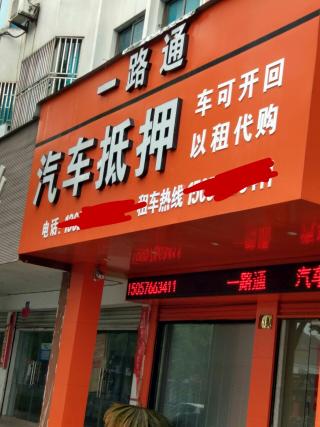 一路通
汽车抵押
车可开回
以租代购
电话:
租车热线
15057663411 一路通 汽车